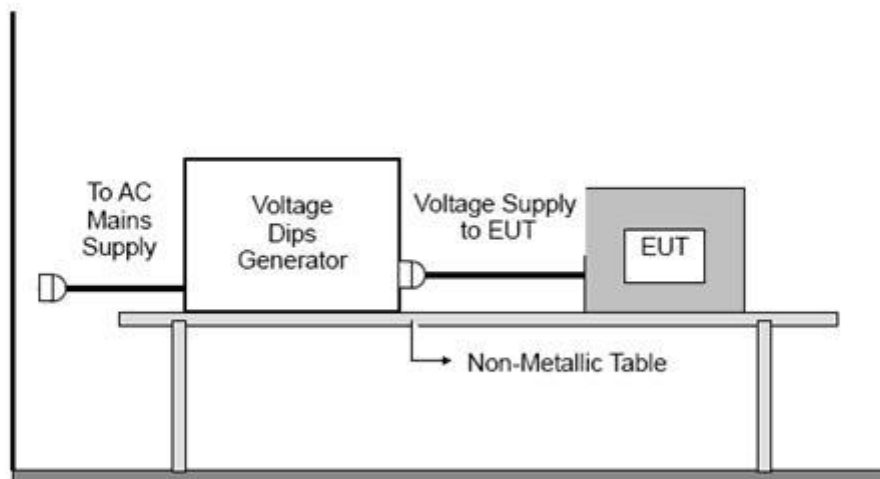 To AC
Mains
Supply
Voltage
Dips
Generator
Voltage Supply
to EUT
EUT
Non-Metallic Table